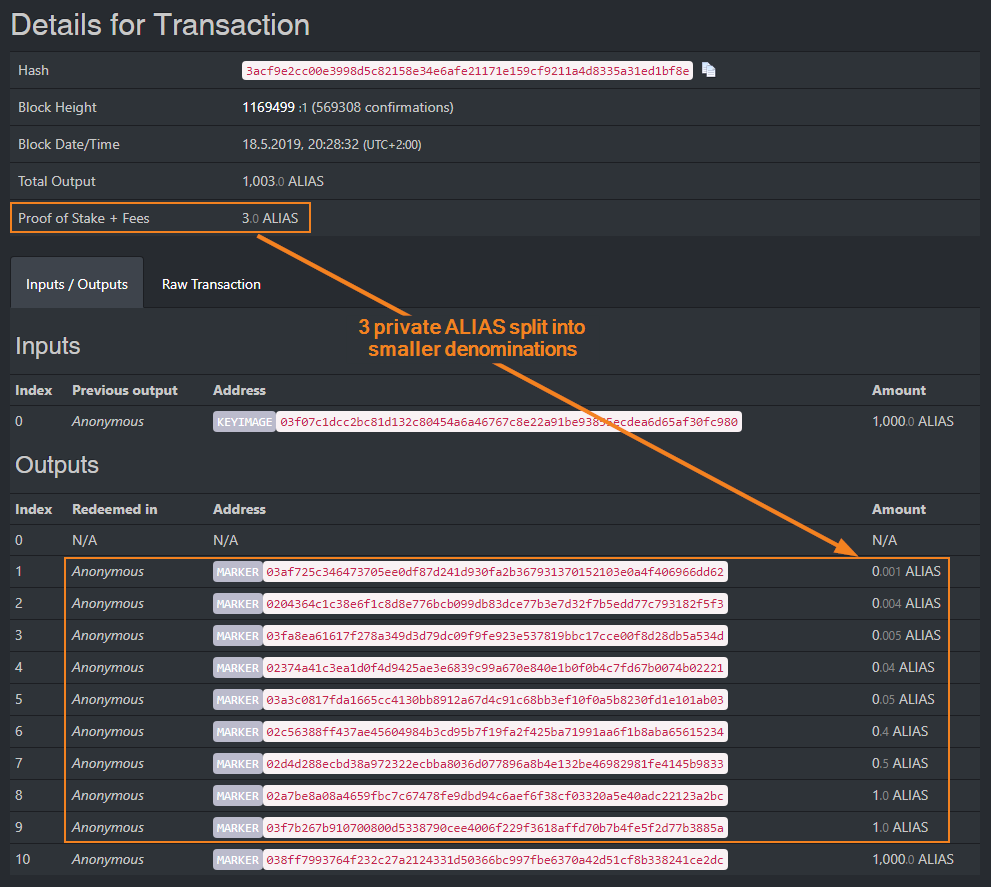 Details for Transaction
Hash 3acf9e2cc00e3998d5c82158e34e6afe21171e159cf9211a4d8335a31ed1bf8e
Block Height 1169499 :1 (569308 confirmations)
Block Date/Time 18.5.2019, 20:28:32 (UTC+2:00)
Total Output 1,003.0 ALIAS
Proof of Stake + Fees 3.0 ALIAS
Inputs / Outputs Raw Transaction
3 private ALIAS split into
smaller denominations
Inputs
Index Previous output Address Amount
0 Anonymous KEYIMAGE 1,000.0 ALIAS
Outputs
Index Redeemed in Address Amount
0 N/A N/A N/A
1 Anonymous MARKER 03af725c346473705ee0df87d241d930fa2b367931370152103e0a4f406966dd62 0.001 ALIAS
2 Anonymous MARKER 0204364c1c38e6f1c8d8e776bcb099db83dce77b3e7d32f7b5edd77c793182f5f3 0.004 ALIAS
3 Anonymous MARKER 03fa8ea61617f278a349d3d79dc09f9fe923e537819bbc17cce00f8d28db5a534d 0.005 ALIAS
4 Anonymous MARKER 02374a41c3ea1d0f4d9425ae3e6839c99a670e840e1b0f0b4c7fd67b0074b02221 0.04 ALIAS
5 Anonymous MARKER 03a3c0817fda1665cc4130bb8912a67d4c91c68bb3ef10f0a5b8230fd1e101ab03 0.05 ALIAS
6 Anonymous MARKER 02c56388ff437ae45604984b3cd95b7f19fa2f425ba71991aa6f1b8aba65615234 0.4 ALIAS
7 Anonymous MARKER 02d4d288ecbd38a972322ecbba8036d077896a8b4e132be46982981fe4145b9833 0.5 ALIAS
8 Anonymous MARKER 02a7be8a08a4659fbc7c67478fe9dbd94c6aef6f38cf03320a5e40adc22123a2bc 1.0 ALIAS
9 Anonymous MARKER 03f7b267b910700800d5338790cee4006f229f3618affd70b7b4fe5f2d77b3885a 1.0 ALIAS
10 Anonymous MARKER 038ff7993764f232c27a2124331d50366bc997fbe6370a42d51cf8b338241ce2dc 1,000.0 ALIAS